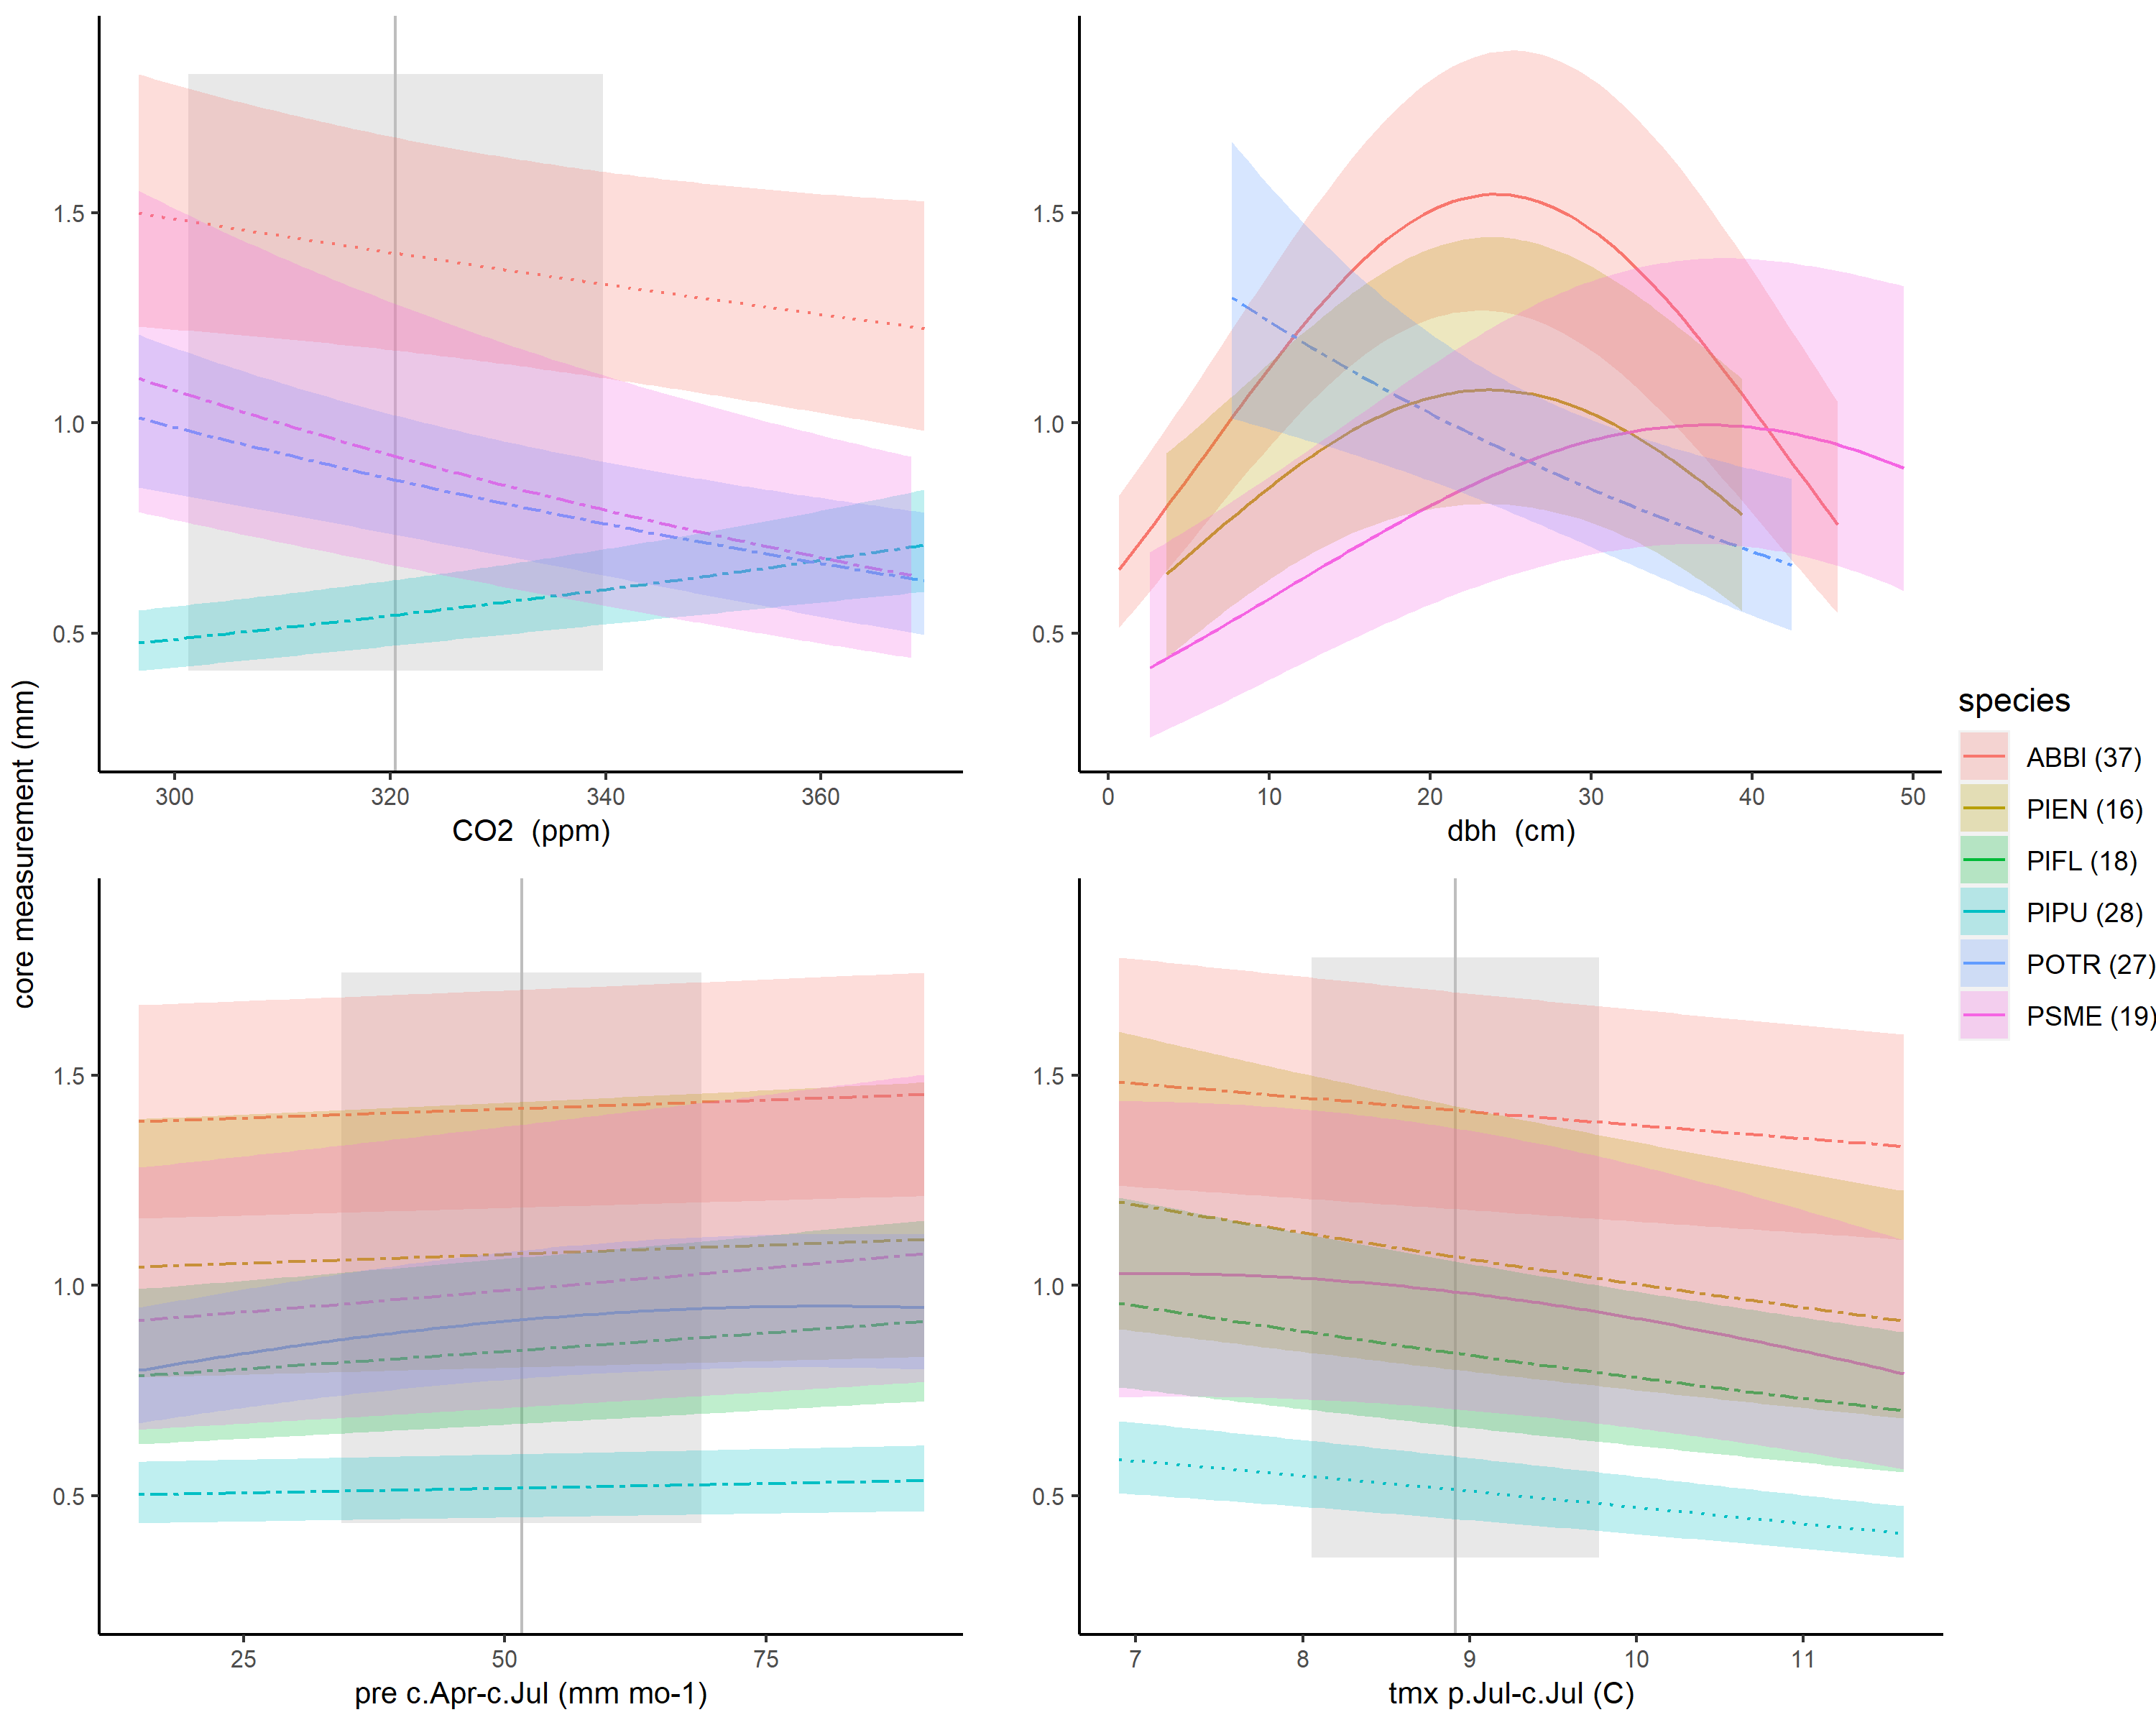 core measurement (mm)
1.5
1.0
0.5
300 320 340 360
CO2 (ppm)
1.5
1.0
0.5
0 10 20 30 40 50
dbh (cm)
1.5
1.0
0.5
25 50 75
pre c.Apr-c.Jul (mm mo-1)
1.5
1.0
0.5
7 8 9 10 11
tmx p.Jul-c.Jul (C)
species
ABBI (37)
PIEN (16)
PIFL (18)
PIPU (28)
POTR (27)
PSME (19)